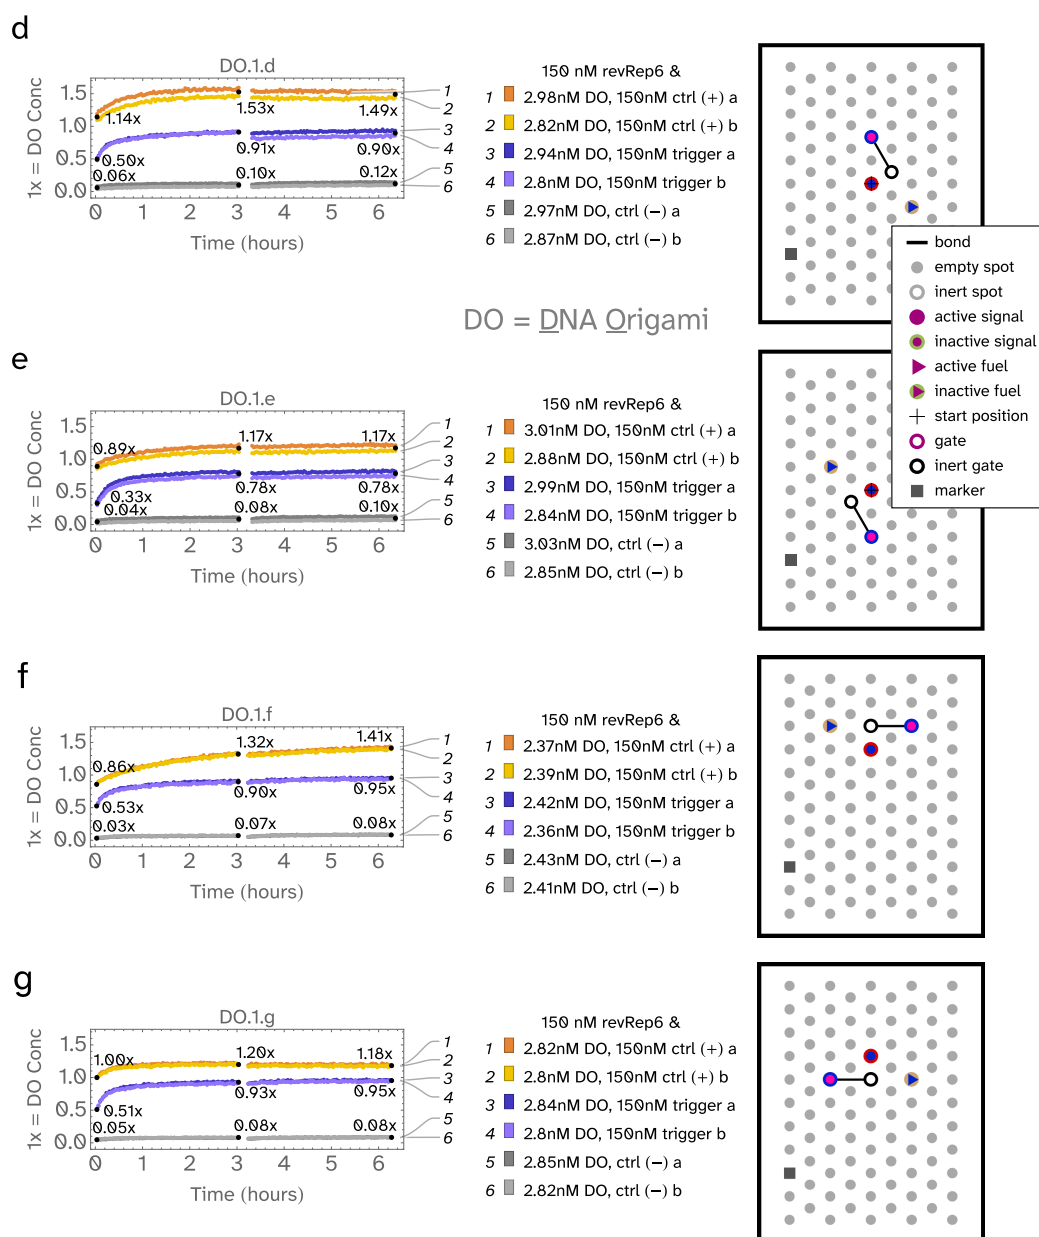 d
DO.1.d
1x = DO Conc
1.5
1.0
0.5
0.0
1.14x
1.53x
1.49x
0.50x
0.91x
0.90x
0.06x
0.10x
0.12x
1
2
3
4
5
6
0 1 2 3 4 5 6
Time (hours)
150 nM revRep6 &
1 2.98nM DO, 150nM ctrl (+) a
2 2.82nM DO, 150nM ctrl (+) b
3 2.94nM DO, 150nM trigger a
4 2.8nM DO, 150nM trigger b
5 2.97nM DO, ctrl (−) a
6 2.87nM DO, ctrl (−) b
bond
empty spot
inert spot
active signal
inactive signal
active fuel
inactive fuel
start position
gate
inert gate
marker
DO = DNA Origami
e
DO.1.e
1x = DO Conc
1.5
1.0
0.5
0.0
0.89x
1.17x
1.17x
0.33x
0.78x
0.78x
0.04x
0.08x
0.10x
1
2
3
4
5
6
0 1 2 3 4 5 6
Time (hours)
150 nM revRep6 &
1 3.01nM DO, 150nM ctrl (+) a
2 2.88nM DO, 150nM ctrl (+) b
3 2.99nM DO, 150nM trigger a
4 2.84nM DO, 150nM trigger b
5 3.03nM DO, ctrl (−) a
6 2.85nM DO, ctrl (−) b
f
DO.1.f
1x = DO Conc
1.5
1.0
0.5
0.0
0.86x
1.32x
1.41x
0.53x
0.90x
0.95x
0.03x
0.07x
0.08x
1
2
3
4
5
6
0 1 2 3 4 5 6
Time (hours)
150 nM revRep6 &
1 2.37nM DO, 150nM ctrl (+) a
2 2.39nM DO, 150nM ctrl (+) b
3 2.42nM DO, 150nM trigger a
4 2.36nM DO, 150nM trigger b
5 2.43nM DO, ctrl (−) a
6 2.41nM DO, ctrl (−) b
g
DO.1.g
1x = DO Conc
1.5
1.0
0.5
0.0
1.00x
1.20x
1.18x
0.51x
0.93x
0.95x
0.05x
0.08x
0.08x
1
2
3
4
5
6
0 1 2 3 4 5 6
Time (hours)
150 nM revRep6 &
1 2.82nM DO, 150nM ctrl (+) a
2 2.8nM DO, 150nM ctrl (+) b
3 2.84nM DO, 150nM trigger a
4 2.8nM DO, 150nM trigger b
5 2.85nM DO, ctrl (−) a
6 2.82nM DO, ctrl (−) b